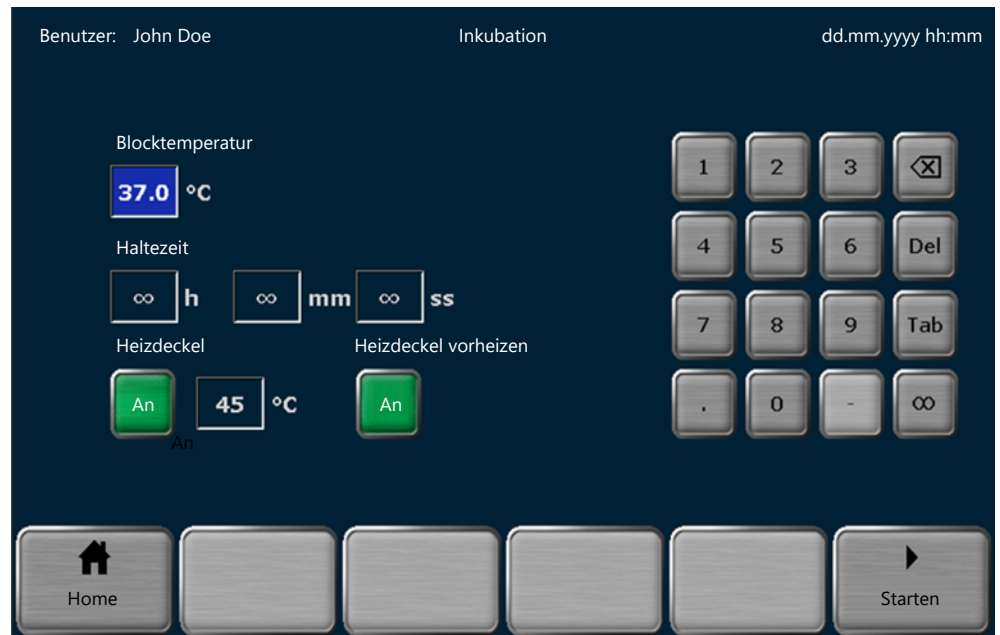 Benutzer: John Doe Inkubation dd.mm.yyyy hh:mm
Blocktemperatur
37.0 °C
Haltezeit
∞ h ∞ mm ∞ ss
Heizdeckel Heizdeckel vorheizen
An 45 °C An
An
1 2 3
4 5 6 Del
7 8 9 Tab
. 0 - ∞
Home Starten